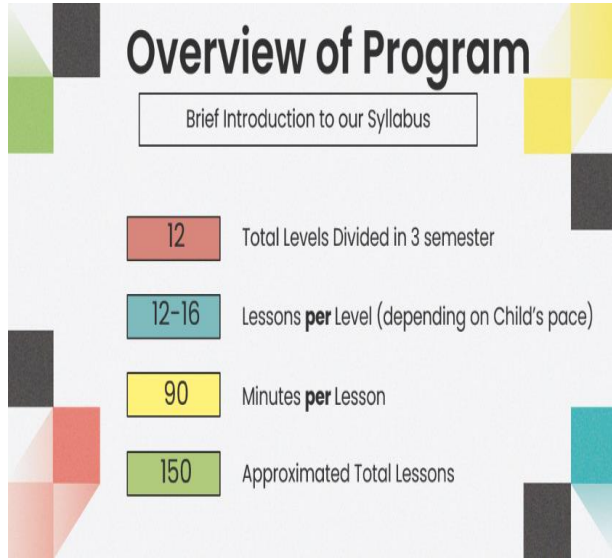 Overview of Program
Brief Introduction to our Syllabus
12 Total Levels Divided in 3 semester
12-16 Lessons per Level (depending on Child's pace)
90 Minutes per Lesson
150 Approximated Total Lessons